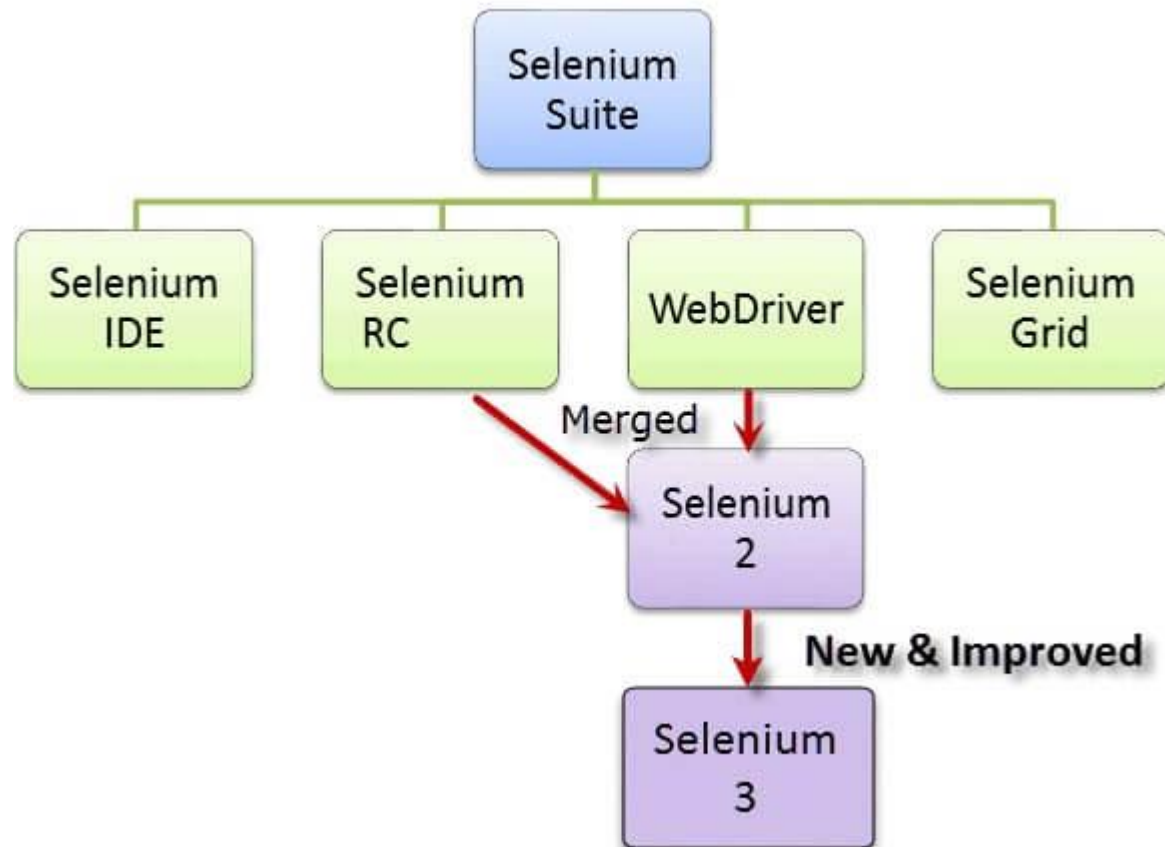 Selenium
Suite
Selenium
IDE
Selenium
RC
WebDriver
Selenium
Grid
Merged
Selenium
2
New & Improved
Selenium
3